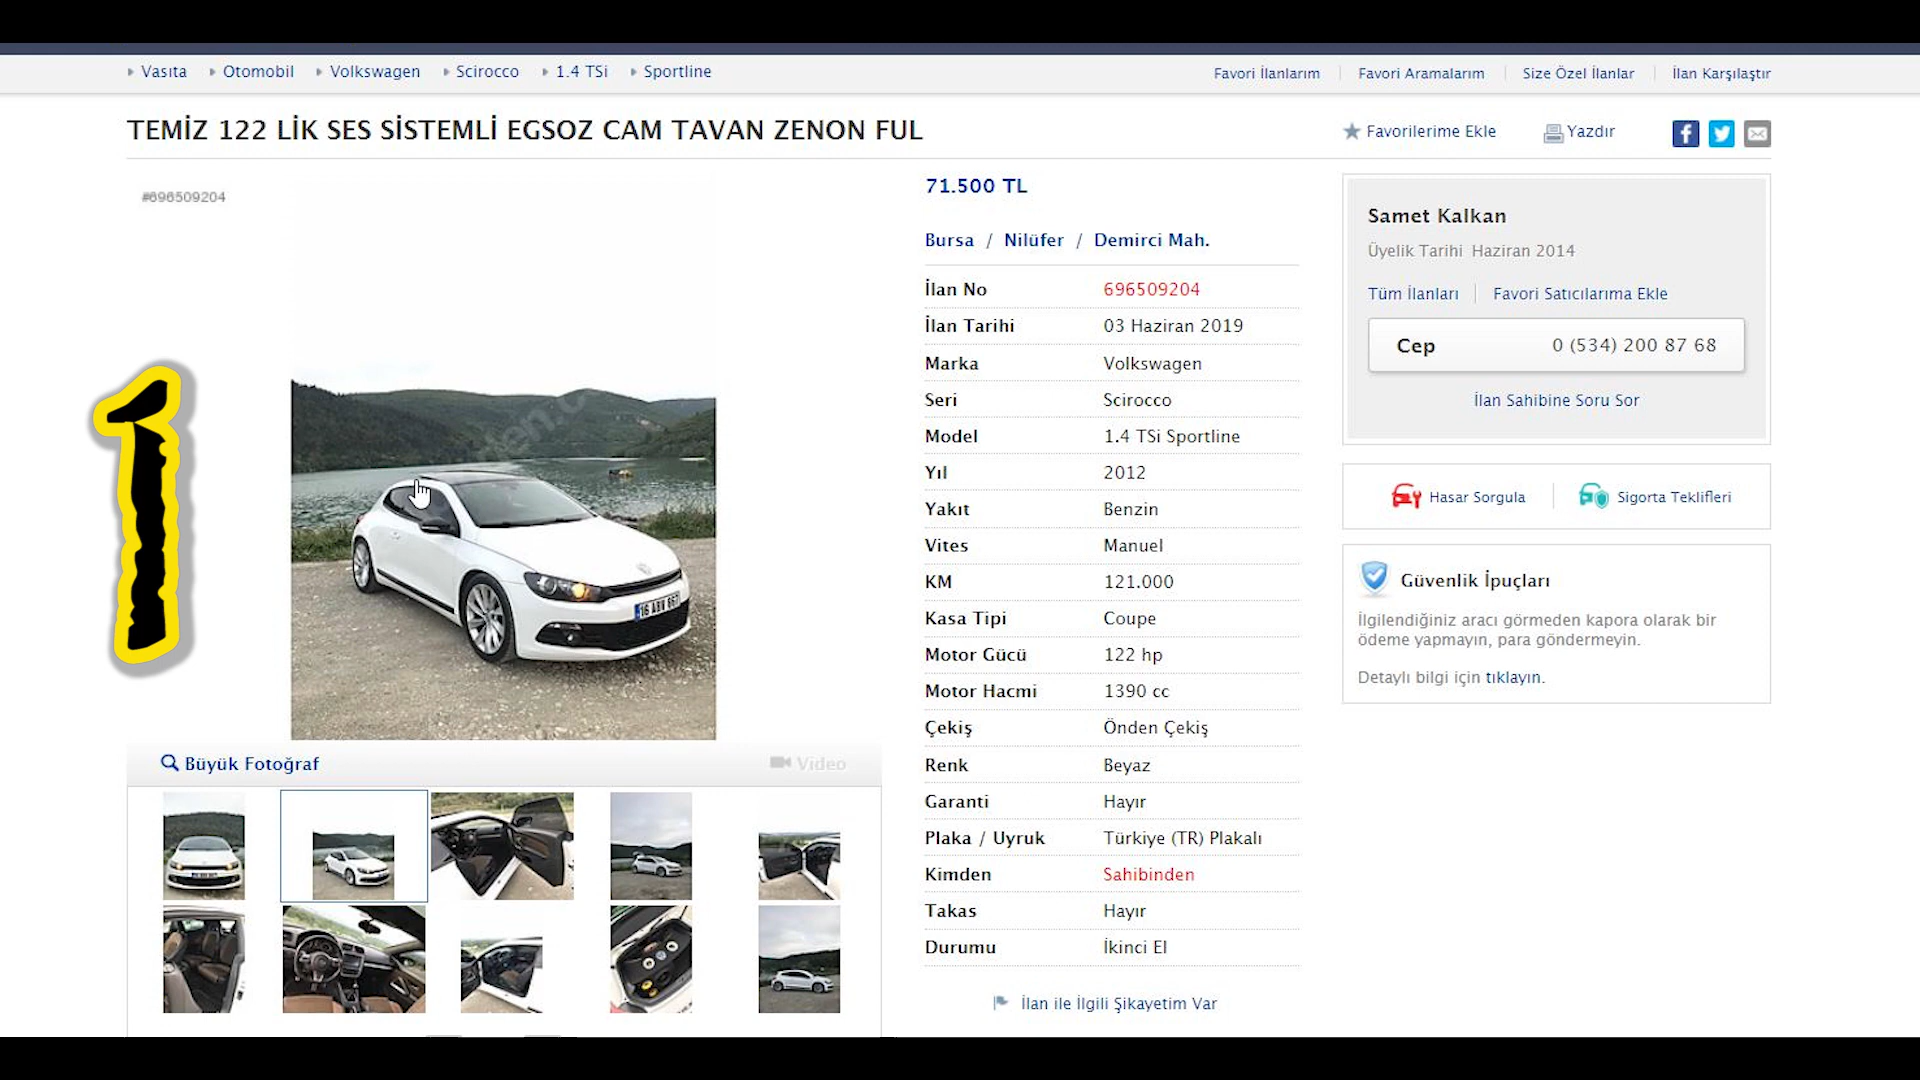 Vasıta Otomobil Volkswagen Scirocco 1.4 TSi Sportline
Favori İlanlarım Favori Aramalarım Size Özel İlanlar İlan Karşılaştır
TEMİZ 122 LİK SES SİSTEMLİ EGSOZ CAM TAVAN ZENON FUL
Favorilerime Ekle Yazdır
#696509204
1
16 ABV 667
Büyük Fotoğraf Video
71.500 TL
Bursa / Nilüfer / Demirci Mah.
İlan No 696509204
İlan Tarihi 03 Haziran 2019
Marka Volkswagen
Seri Scirocco
Model 1.4 TSi Sportline
Yıl 2012
Yakıt Benzin
Vites Manuel
KM 121.000
Kasa Tipi Coupe
Motor Gücü 122 hp
Motor Hacmi 1390 cc
Çekiş Önden Çekiş
Renk Beyaz
Garanti Hayır
Plaka / Uyruk Türkiye (TR) Plakalı
Kimden Sahibinden
Takas Hayır
Durumu İkinci El
İlan ile İlgili Şikayetim Var
Samet Kalkan
Üyelik Tarihi Haziran 2014
Tüm İlanları Favori Satıcılarıma Ekle
Cep 0 (534) 200 87 68
İlan Sahibine Soru Sor
Hasar Sorgula Sigorta Teklifleri
Güvenlik İpuçları
İlgilendiğiniz aracı görmeden kapora olarak bir
ödeme yapmayın, para göndermeyin.
Detaylı bilgi için tıklayın.